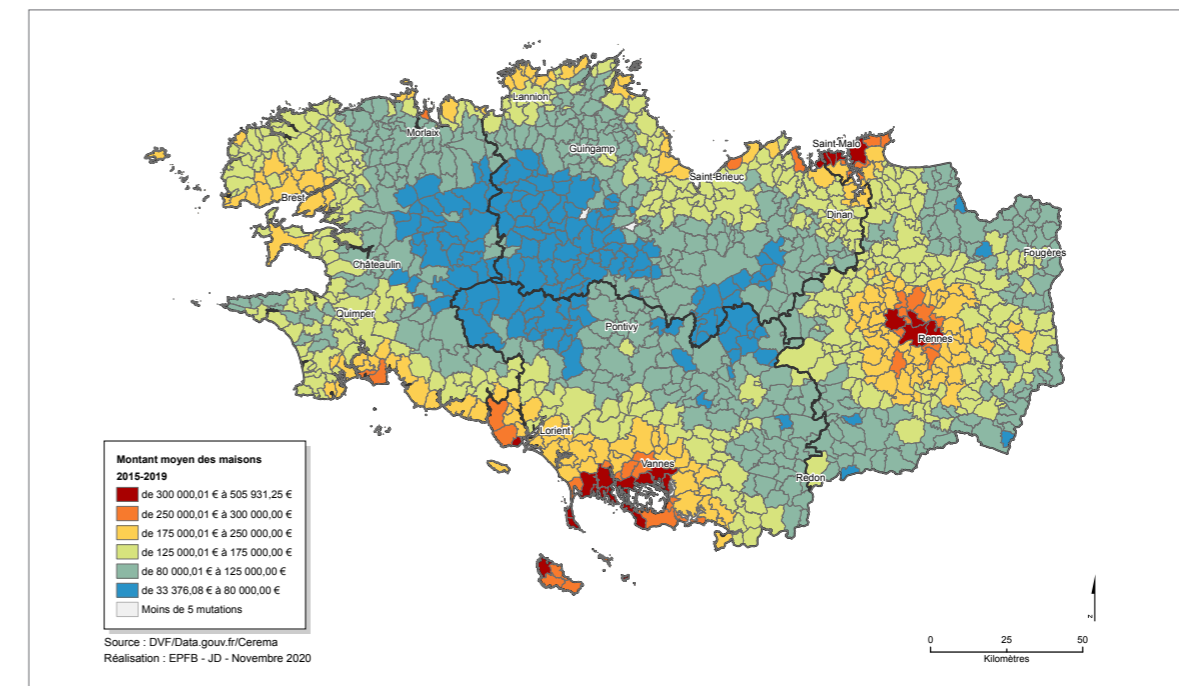 Lannion
Morlaix
Guingamp
Saint-Malo
Saint-Brieuc
Brest
Dinan
Fougères
Châteaulin
Quimper
Pontivy
Rennes
Lorient
Vannes
Redon
Montant moyen des maisons
2015-2019
de 300 000,01 € à 505 931,25 €
de 250 000,01 € à 300 000,00 €
de 175 000,01 € à 250 000,00 €
de 125 000,01 € à 175 000,00 €
de 80 000,01 € à 125 000,00 €
de 33 376,08 € à 80 000,00 €
Moins de 5 mutations
Source : DVF/Data.gouv.fr/Cerema
Réalisation : EPFB - JD - Novembre 2020
z
0 25 50
Kilomètres